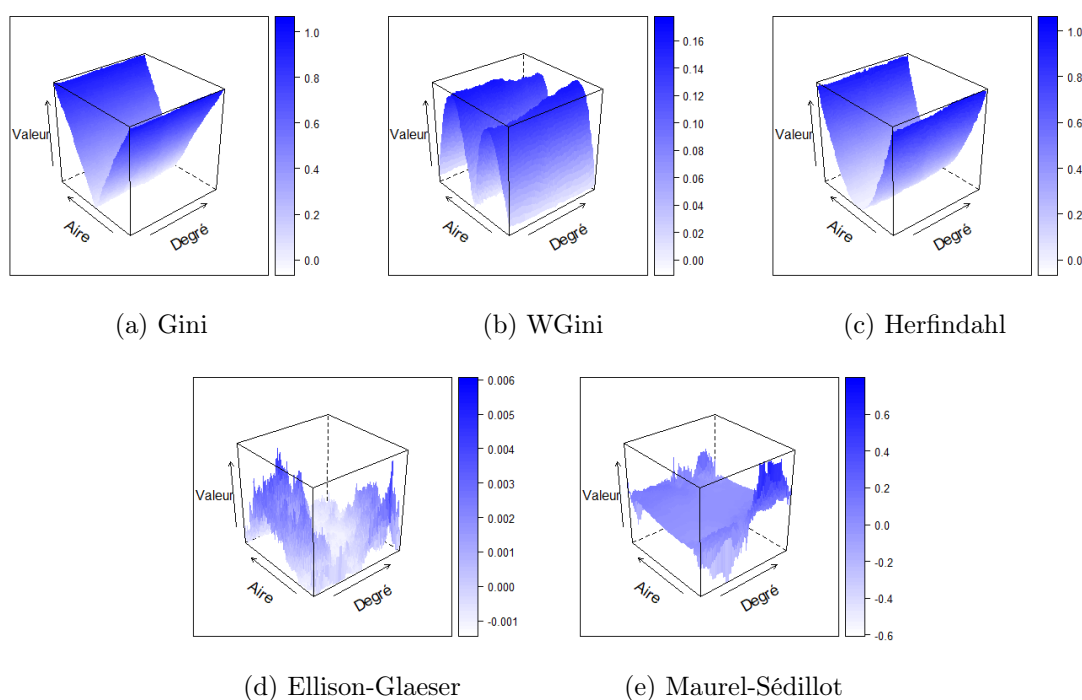 1.0
0.8
0.6
0.4
0.2
0.0
Valeur
Aire
Degré
(a) Gini
0.16
0.14
0.12
0.10
0.08
0.06
0.04
0.02
0.00
Valeur
Aire
Degré
(b) WGini
1.0
0.8
0.6
0.4
0.2
0.0
Valeur
Aire
Degré
(c) Herfindahl
0.006
0.005
0.004
0.003
0.002
0.001
0.000
-0.001
Valeur
Aire
Degré
(d) Ellison-Glaeser
0.6
0.4
0.2
0.0
-0.2
-0.4
-0.6
Valeur
Aire
Degré
(e) Maurel-Sédillot